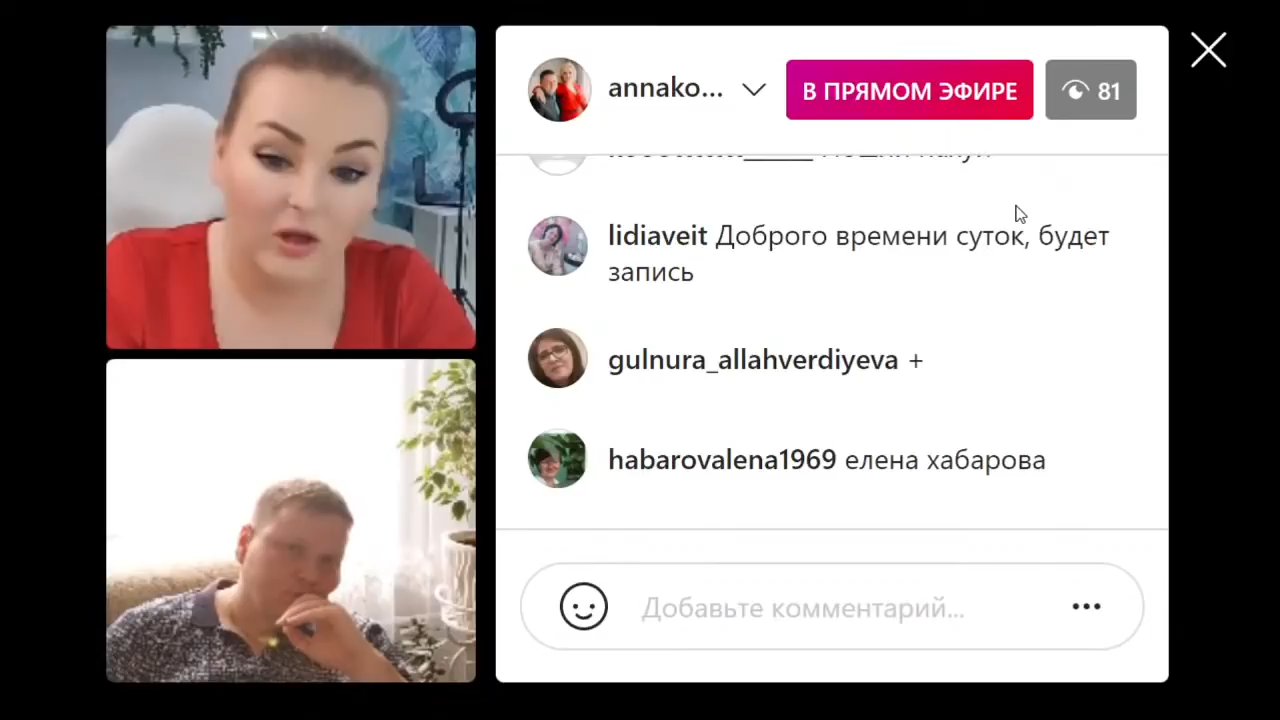 annako...
В ПРЯМОМ ЭФИРЕ
81
lidiaveit Доброго времени суток, будет
запись
gulnura_allahverdiyeva +
habarovalena1969 елена хабарова
Добавьте комментарий...